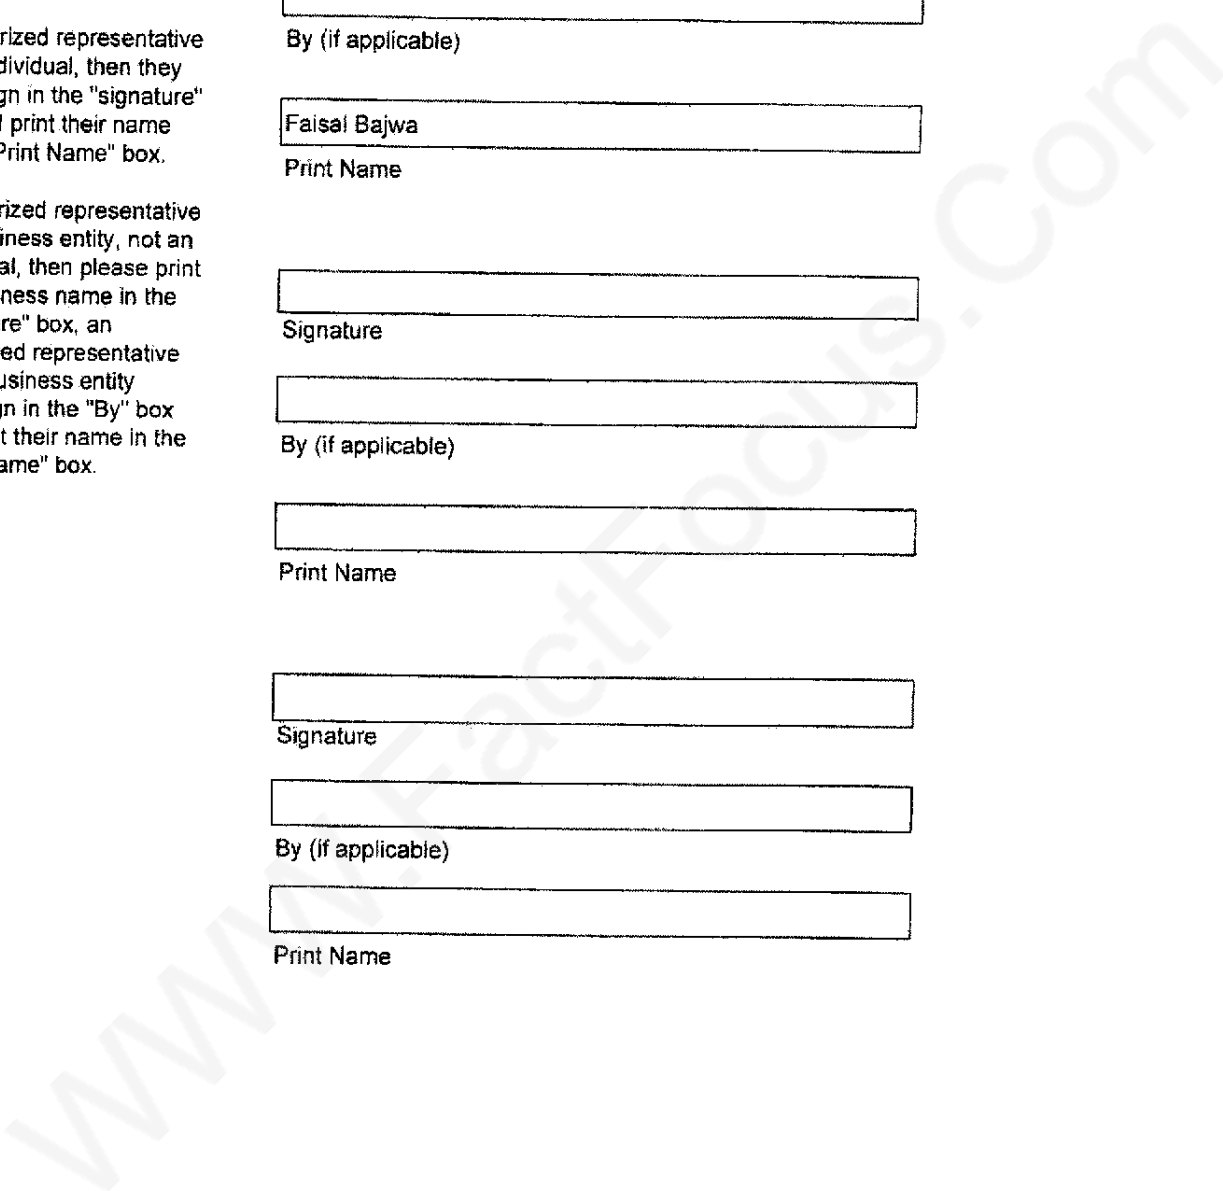 rized representative
dividual, then they
gn in the "signature"
print their name
Print Name" box.
rized representative
iness entity, not an
al, then please print
ness name in the
re" box, an
ed representative
usiness entity
gn in the "By" box
t their name in the
ame" box.
By (if applicable)
Faisal Bajwa
Print Name
Signature
By (if applicable)
Print Name
Signature
By (if applicable)
Print Name
www.FactFocus.Com